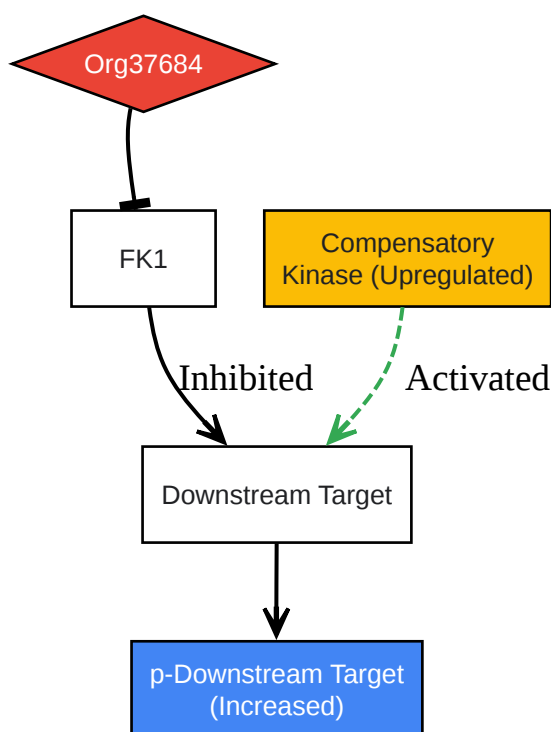 Org37684
FK1
Compensatory
Kinase (Upregulated)
Inhibited
Activated
Downstream Target
p-Downstream Target
(Increased)